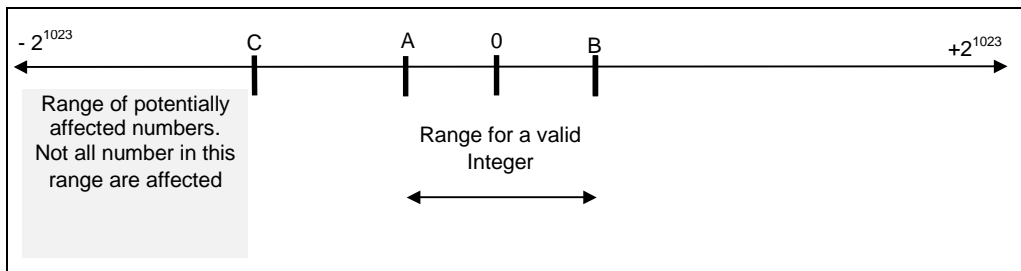 - 2^1023 C A 0 B +2^1023
Range of potentially
affected numbers.
Not all number in this
range are affected
Range for a valid
Integer